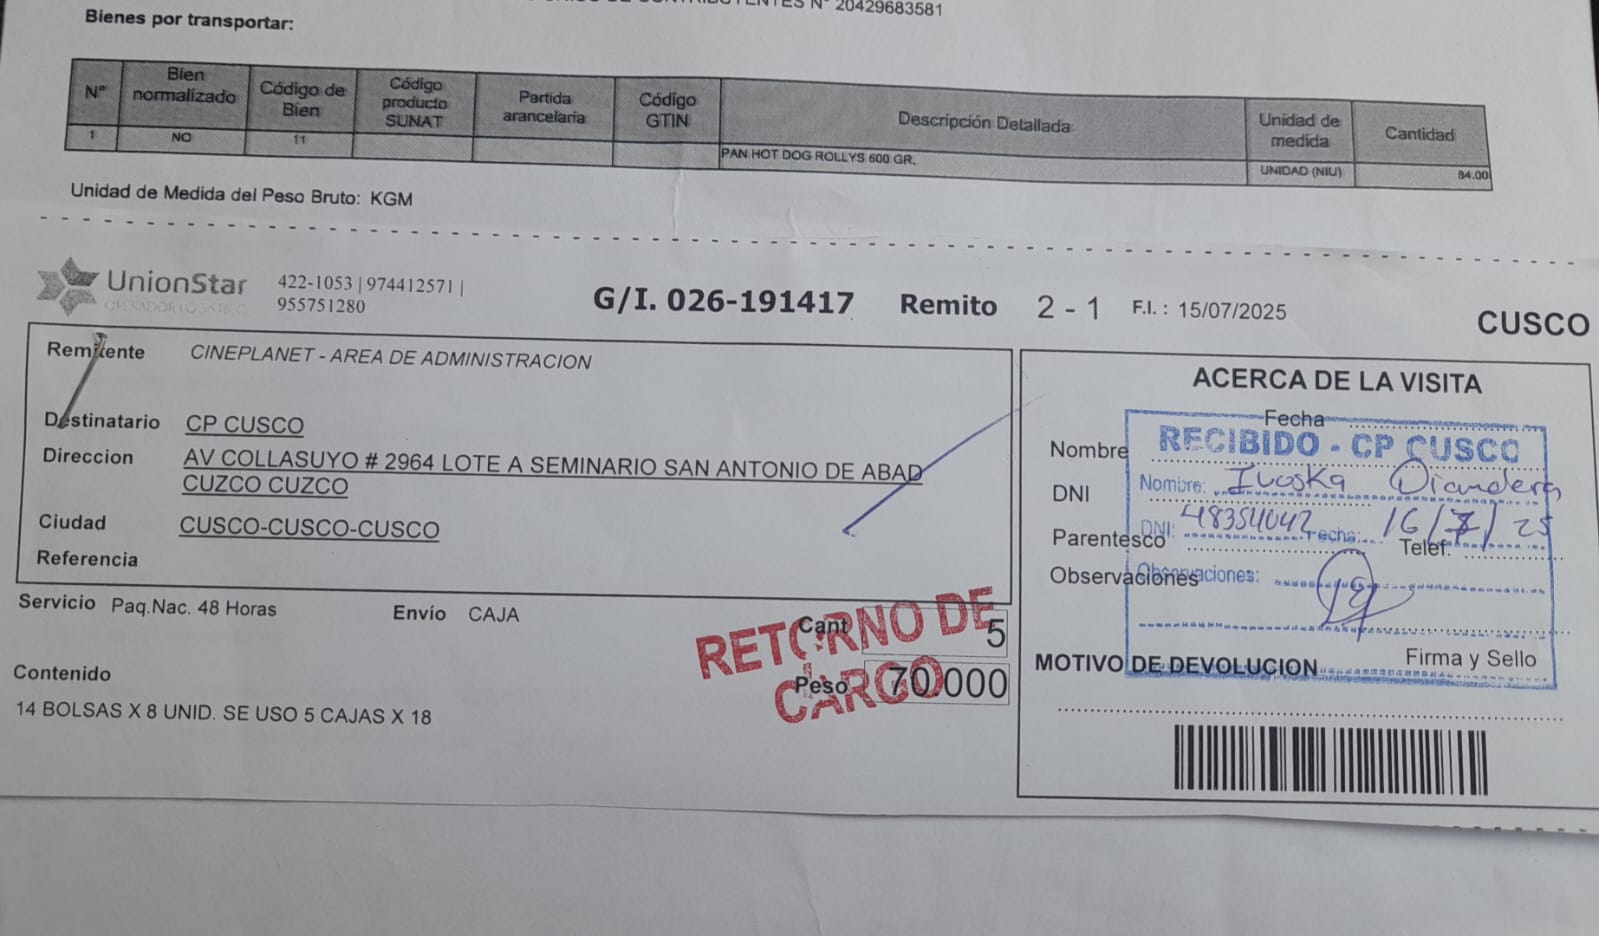 N° 20429683581
Bienes por transportar:
N° Bien normalizado Código de Bien Código producto SUNAT Partida arancelaria Código GTIN Descripción Detallada Unidad de medida Cantidad
1 NO 11 PAN HOT DOG ROLLYS 600 GR. UNIDAD (NIU) 84.00
Unidad de Medida del Peso Bruto: KGM
UnionStar 422-1053 | 974412571 |
OPERADOR LOGISTICO 955751280
G/I. 026-191417 Remito 2 - 1 F.I. : 15/07/2025 CUSCO
Remitente CINEPLANET - AREA DE ADMINISTRACION
Destinatario CP CUSCO
Direccion AV COLLASUYO # 2964 LOTE A SEMINARIO SAN ANTONIO DE ABAD
CUZCO CUZCO
Ciudad CUSCO-CUSCO-CUSCO
Referencia
Servicio Paq.Nac. 48 Horas Envío CAJA Cant 5
Peso 70.000
RETORNO DE
CARGO
Contenido
14 BOLSAS X 8 UNID. SE USO 5 CAJAS X 18
ACERCA DE LA VISITA
Fecha
Nombre
DNI
Parentesco Telef.
Observaciones
RECIBIDO - CP CUSCO
Nombre: Ivoska Diandera
DNI: 48354042 Fecha: 16/7/25
Observaciones:
Firma y Sello
MOTIVO DE DEVOLUCION